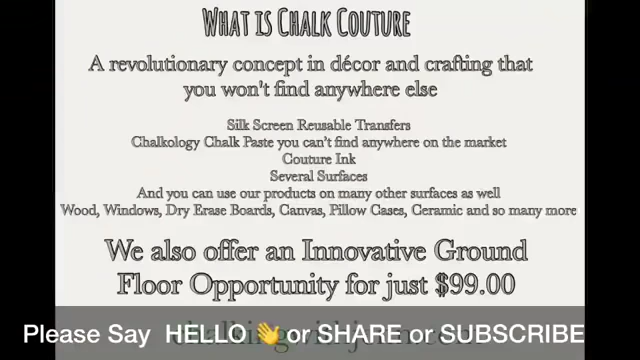 WHAT IS CHALK COUTURE
A revolutionary concept in décor and crafting that
you won't find anywhere else
Silk Screen Reusable Transfers
Chalkology Chalk Paste you can't find anywhere on the market
Couture Ink
Several Surfaces
And you can use our products on many other surfaces as well
Wood, Windows, Dry Erase Boards, Canvas, Pillow Cases, Ceramic and so many more
We also offer an Innovative Ground
Floor Opportunity for just $99.00
Please Say HELLO 👋 or SHARE or SUBSCRIBE